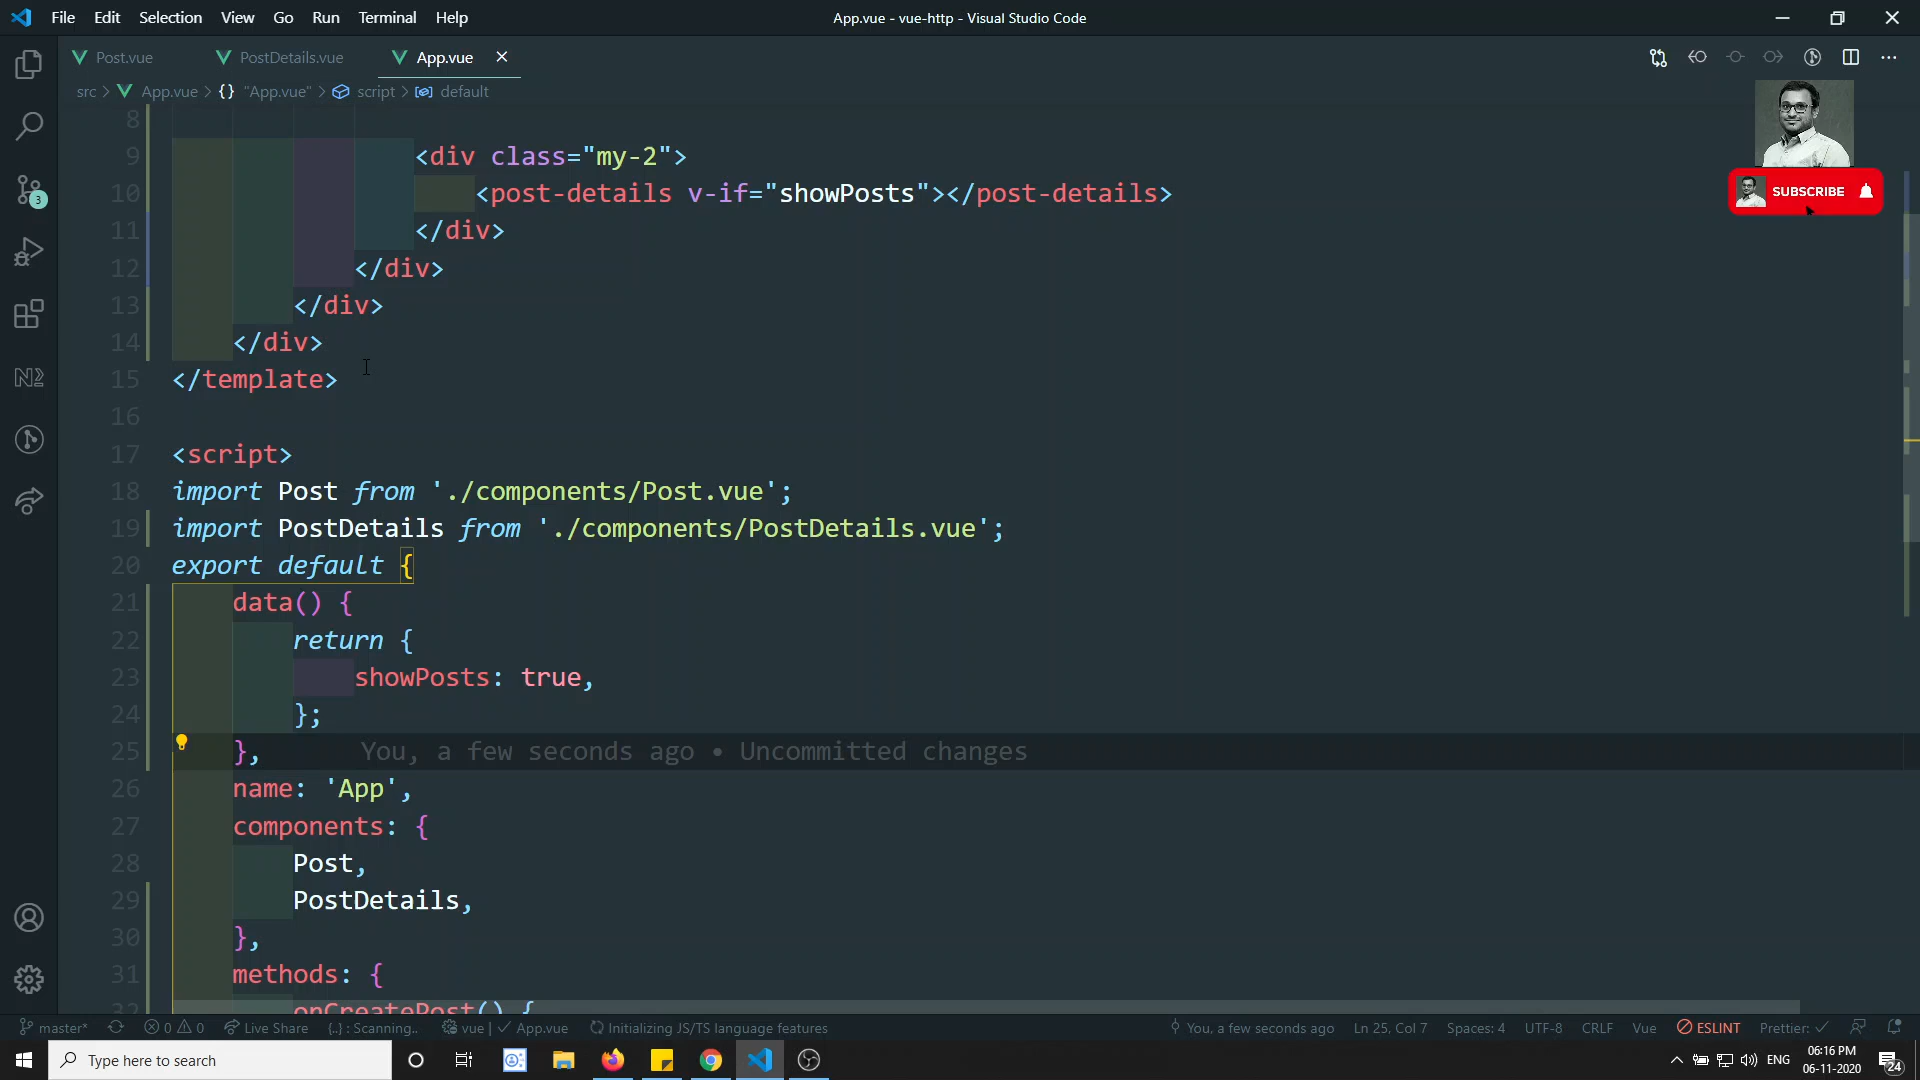 File Edit Selection View Go Run Terminal Help App.vue - vue-http - Visual Studio Code
Post.vue PostDetails.vue App.vue
src > App.vue > {} "App.vue" > script > default
SUBSCRIBE
8
9 <div class="my-2">
10 <post-details v-if="showPosts"></post-details>
11 </div>
12 </div>
13 </div>
14 </div>
15 </template>
16
17 <script>
18 import Post from './components/Post.vue';
19 import PostDetails from './components/PostDetails.vue';
20 export default {
21 data() {
22 return {
23 showPosts: true,
24 };
25 }, You, a few seconds ago • Uncommitted changes
26 name: 'App',
27 components: {
28 Post,
29 PostDetails,
30 },
31 methods: {
32 onCreatePost() {
3
master* 0 0 Live Share {..} : Scanning.. vue | ✓ App.vue Initializing JS/TS language features You, a few seconds ago Ln 25, Col 7 Spaces: 4 UTF-8 CRLF Vue ESLINT Prettier: ✓
Type here to search ENG 06:16 PM
06-11-2020 24